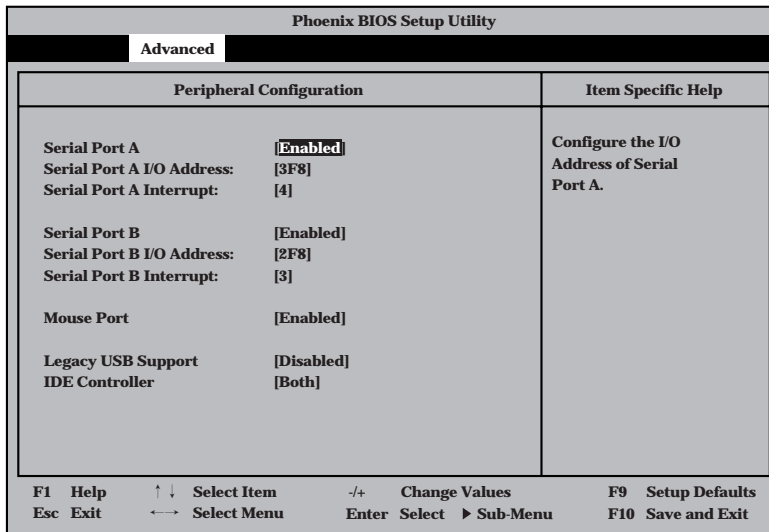 Phoenix BIOS Setup Utility
Advanced
Peripheral Configuration
Item Specific Help
Serial Port A [Enabled]
Serial Port A I/O Address: [3F8]
Serial Port A Interrupt: [4]
Serial Port B [Enabled]
Serial Port B I/O Address: [2F8]
Serial Port B Interrupt: [3]
Mouse Port [Enabled]
Legacy USB Support [Disabled]
IDE Controller [Both]
Configure the I/O
Address of Serial
Port A.
F1 Help ↑ ↓ Select Item -/+ Change Values F9 Setup Defaults
Esc Exit ←→ Select Menu Enter Select ▶ Sub-Menu F10 Save and Exit